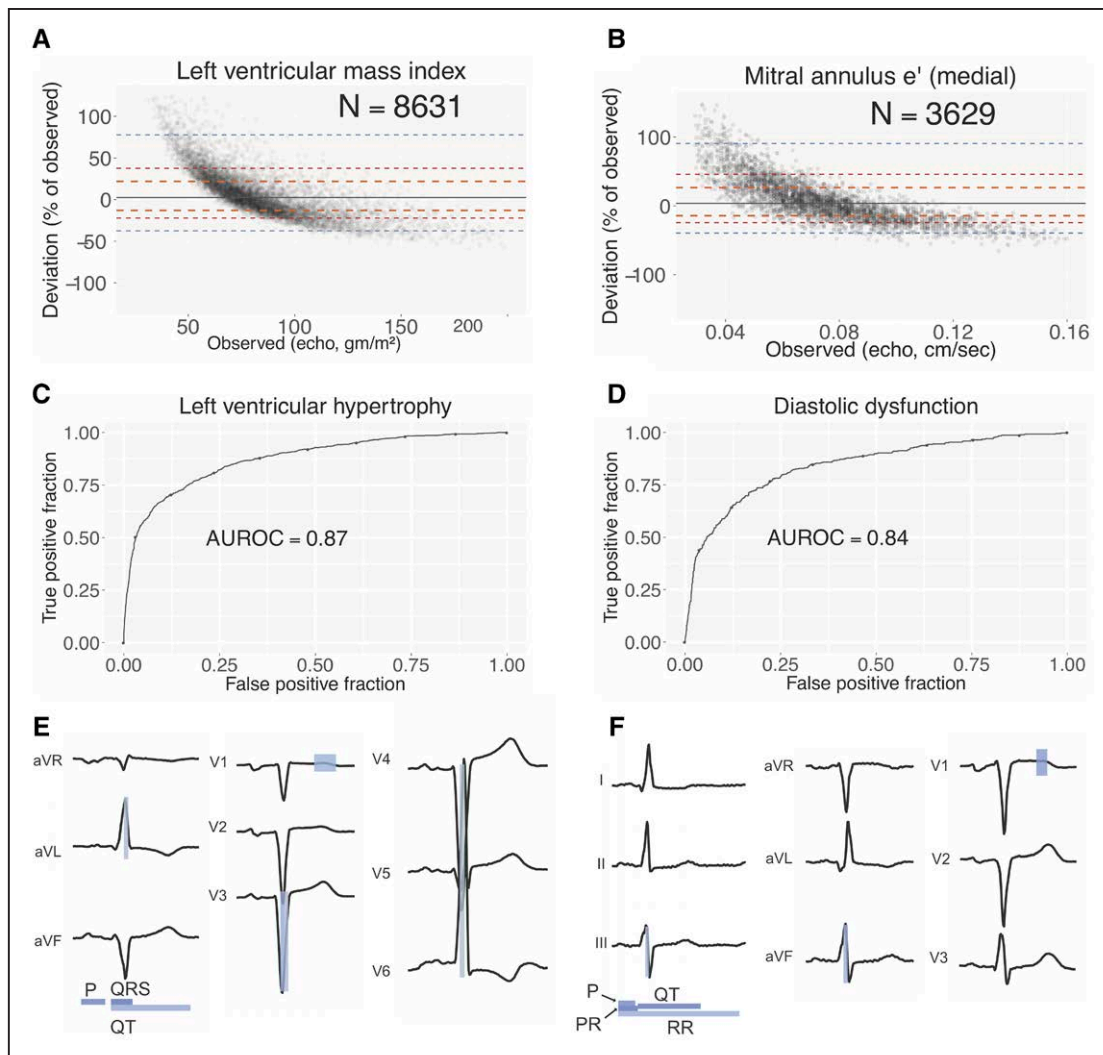 A
Left ventricular mass index
N = 8631
Deviation (% of observed)
100
50
0
−50
−100
50
100
150
200
Observed (echo, gm/m²)
B
Mitral annulus e' (medial)
N = 3629
Deviation (% of observed)
100
0
−100
0.04
0.08
0.12
0.16
Observed (echo, cm/sec)
C
Left ventricular hypertrophy
True positive fraction
1.00
0.75
0.50
0.25
0.00
AUROC = 0.87
0.00
0.25
0.50
0.75
1.00
False positive fraction
D
Diastolic dysfunction
True positive fraction
1.00
0.75
0.50
0.25
0.00
AUROC = 0.84
0.00
0.25
0.50
0.75
1.00
False positive fraction
E
aVR
aVL
aVF
P
QRS
QT
V1
V2
V3
V4
V5
V6
F
I
II
III
P
QT
PR
RR
aVR
aVL
aVF
V1
V2
V3